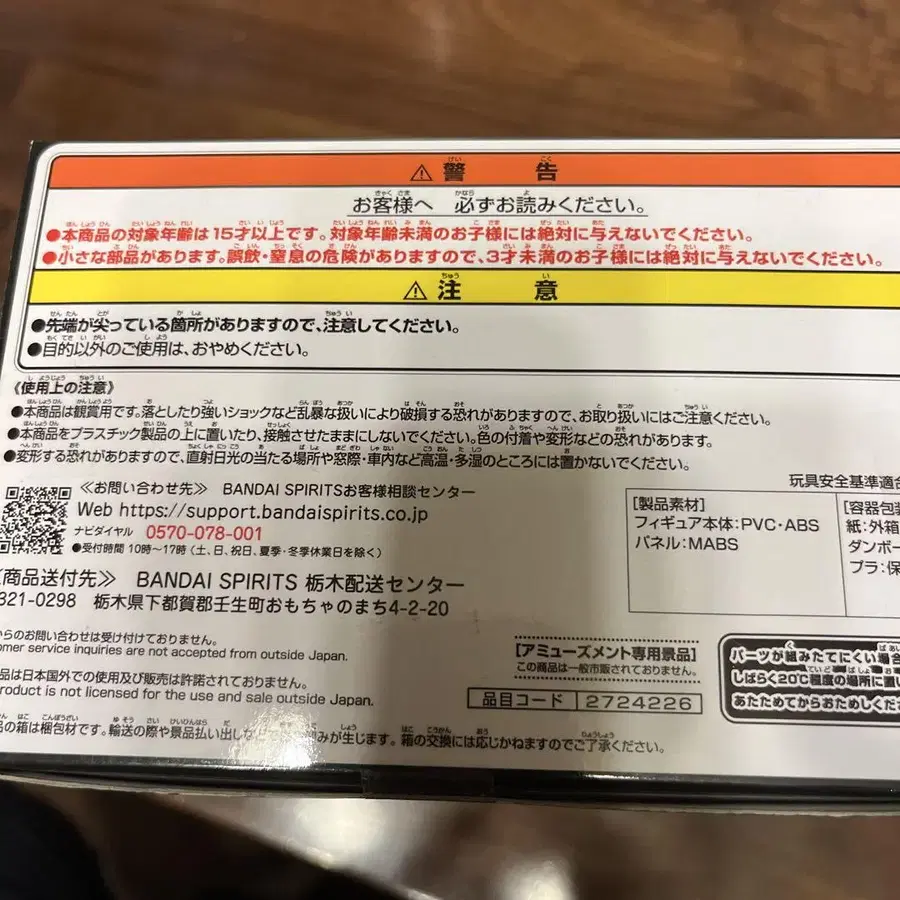 ⚠警告
お客様へ 必ずお読みください。
●本商品の対象年齢は15才以上です。対象年齢未満のお子様には絶対に与えないでください。
●小さな部品があります。誤飲・窒息の危険がありますので、3才未満のお子様には絶対に与えないでください。
⚠注意
●先端が尖っている箇所がありますので、注意してください。
●目的以外のご使用は、おやめください。
《使用上の注意》
●本商品は観賞用です。落としたり強いショックなど乱暴な扱いにより破損する恐れがありますので、お取り扱いにはご注意ください。
●本商品をプラスチック製品の上に置いたり、接触させたままにしないでください。色の付着や変形などの恐れがあります。
●変形する恐れがありますので、直射日光の当たる場所や窓際・車内など高温・多湿のところには置かないでください。
玩具安全基準適合
≪お問い合わせ先≫ BANDAI SPIRITSお客様相談センター
Web https://support.bandaispirits.co.jp
ナビダイヤル 0570-078-001
●受付時間 10時〜17時 (土、日、祝日、夏季・冬季休業日を除く)
[製品素材]
フィギュア本体:PVC・ABS
パネル:MABS
[容器包装
紙:外箱
ダンボー
プラ:保
商品送付先≫ BANDAI SPIRITS 栃木配送センター
321-0298 栃木県下都賀郡壬生町おもちゃのまち4-2-20
からのお問い合わせは受け付けておりません。
omer service inquiries are not accepted from outside Japan.
品は日本国外での使用及び販売は許諾されておりません。
product is not licensed for the use and sale outside Japan.
[アミューズメント専用景品]
この商品は一般市販されておりません。
品目コード 2724226
パーツが組みたてにくい場合
しばらく20℃程度の場所に置い
あたためてからおためしくださ
の箱は梱包材です。輸送の際や景品払い出しなど みが生じます。箱の交換には応じかねますのでご了承ください。